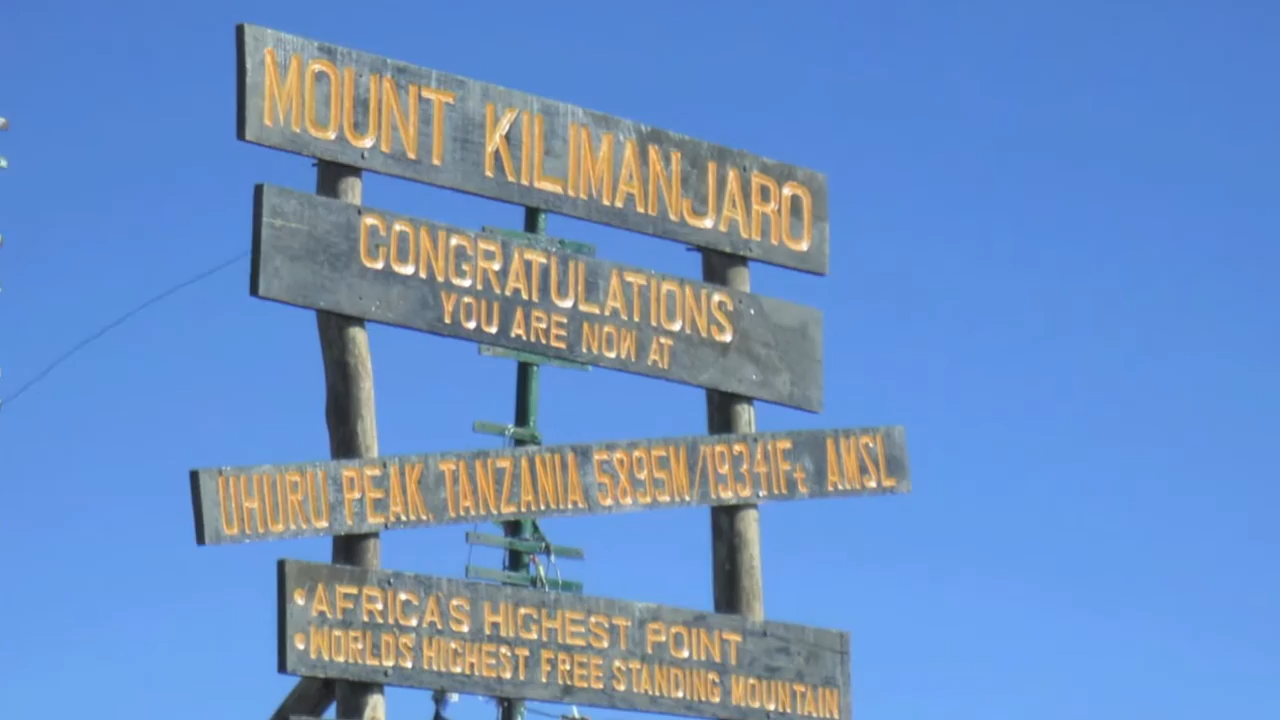 MOUNT KILIMANJARO
CONGRATULATIONS
YOU ARE NOW AT
UHURU PEAK TANZANIA 5895M/19341Ft AMSL
•AFRICA'S HIGHEST POINT
•WORLD'S HIGHEST FREE STANDING MOUNTAIN